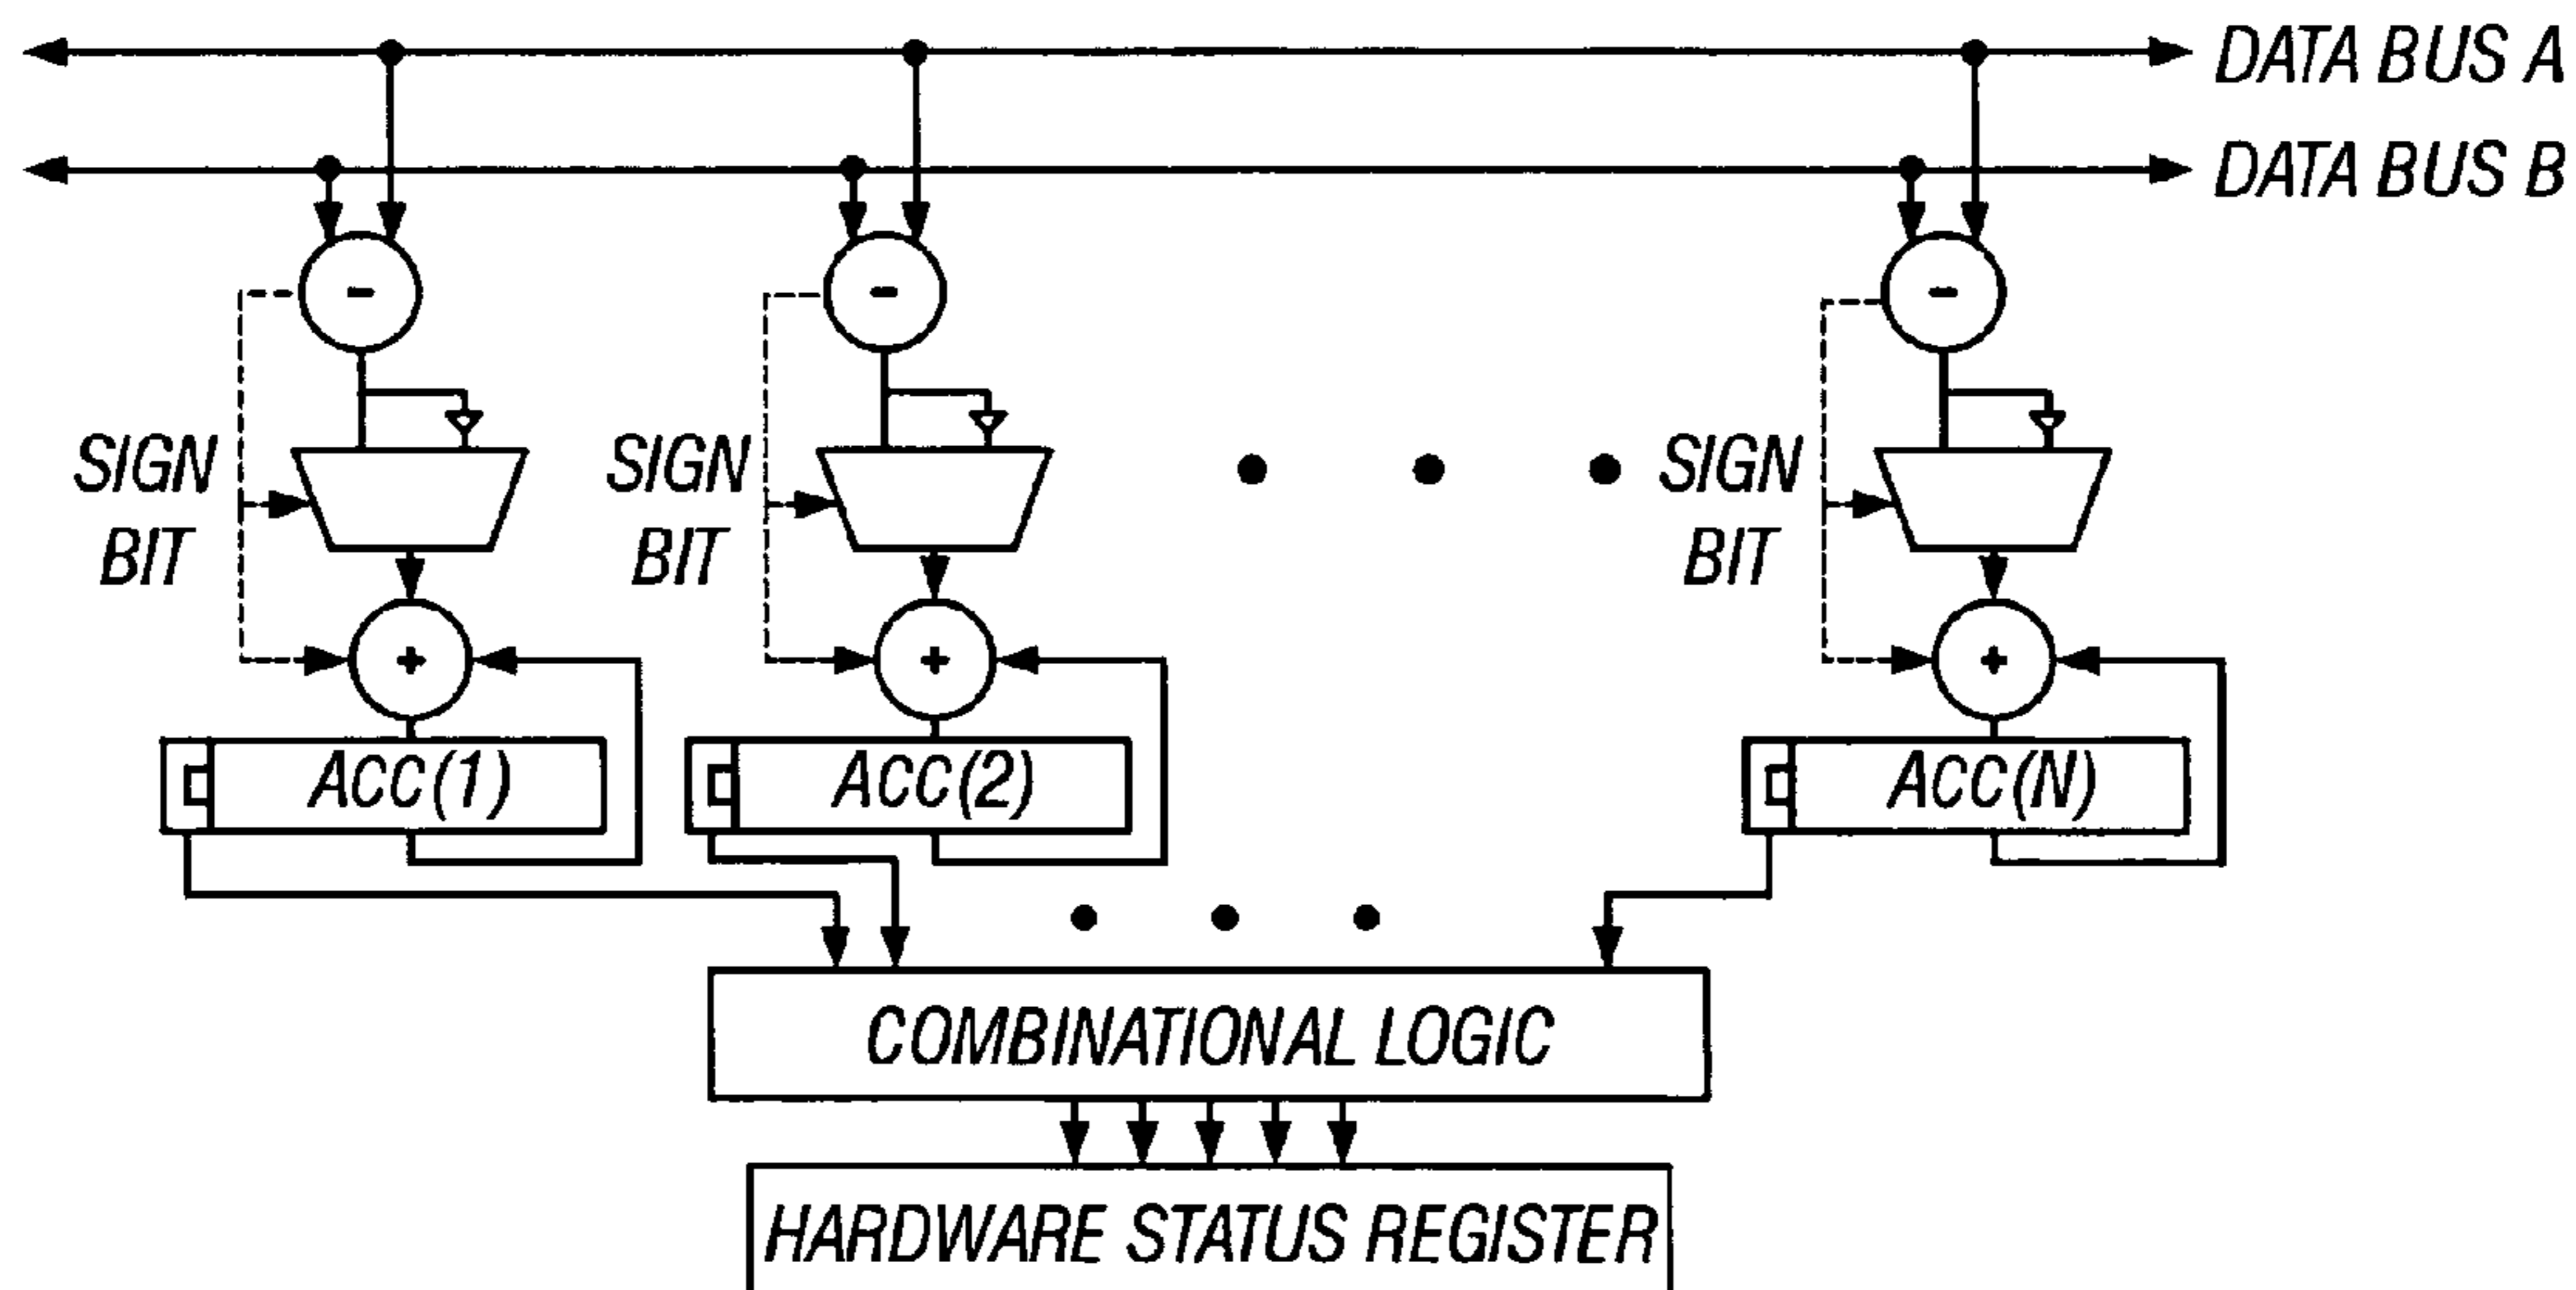 DATA BUS A
DATA BUS B
-
-
-
SIGN
BIT
SIGN
BIT
SIGN
BIT
+
+
+
ACC(1)
ACC(2)
ACC(N)
COMBINATIONAL LOGIC
HARDWARE STATUS REGISTER